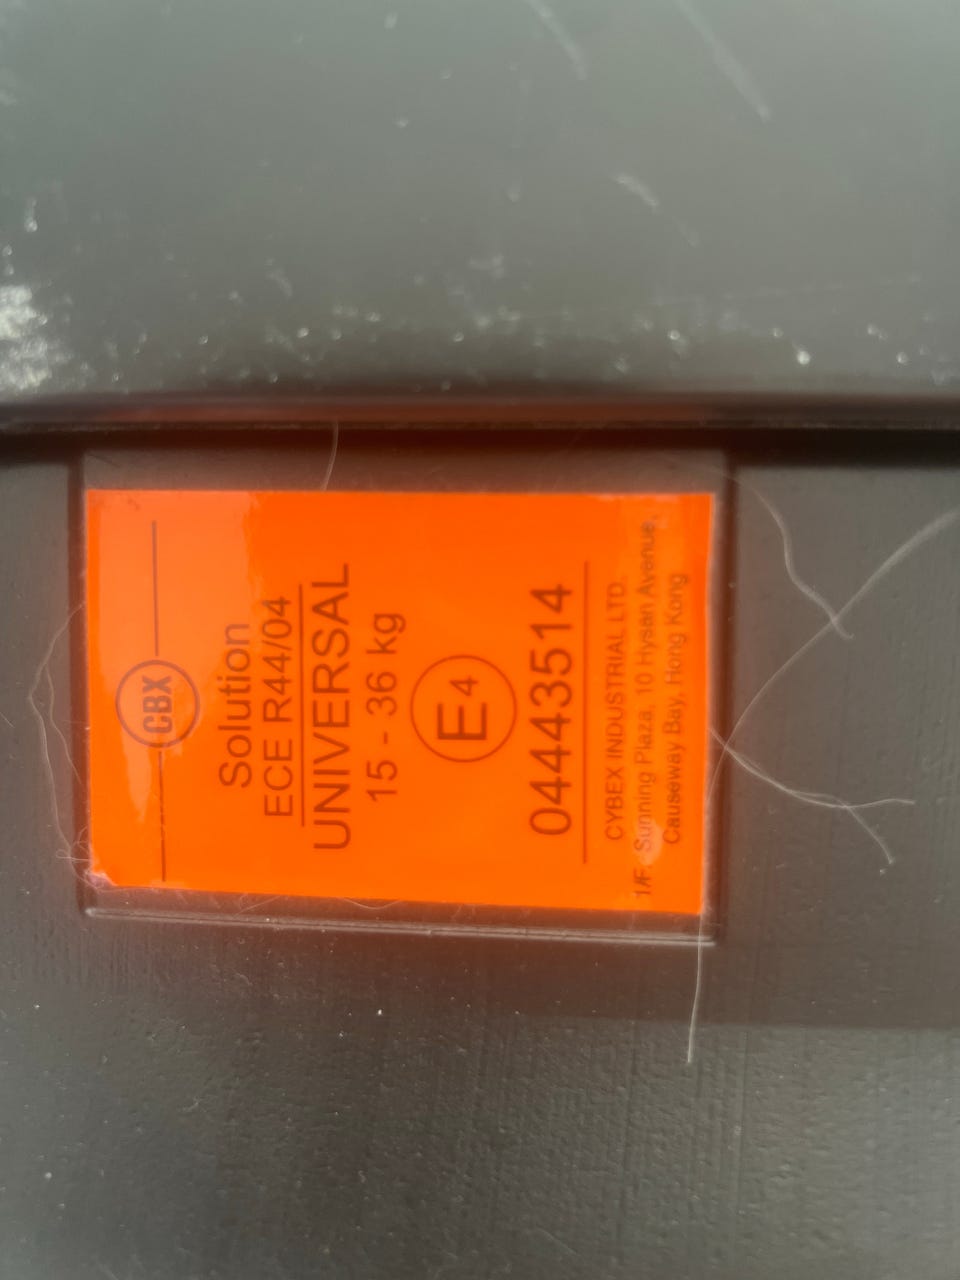 CBX
Solution
ECE R44/04
UNIVERSAL
15 - 36 kg
E4
0443514
CYBEX INDUSTRIAL LTD.
1/F. Sunning Plaza, 10 Hysan Avenue,
Causeway Bay, Hong Kong